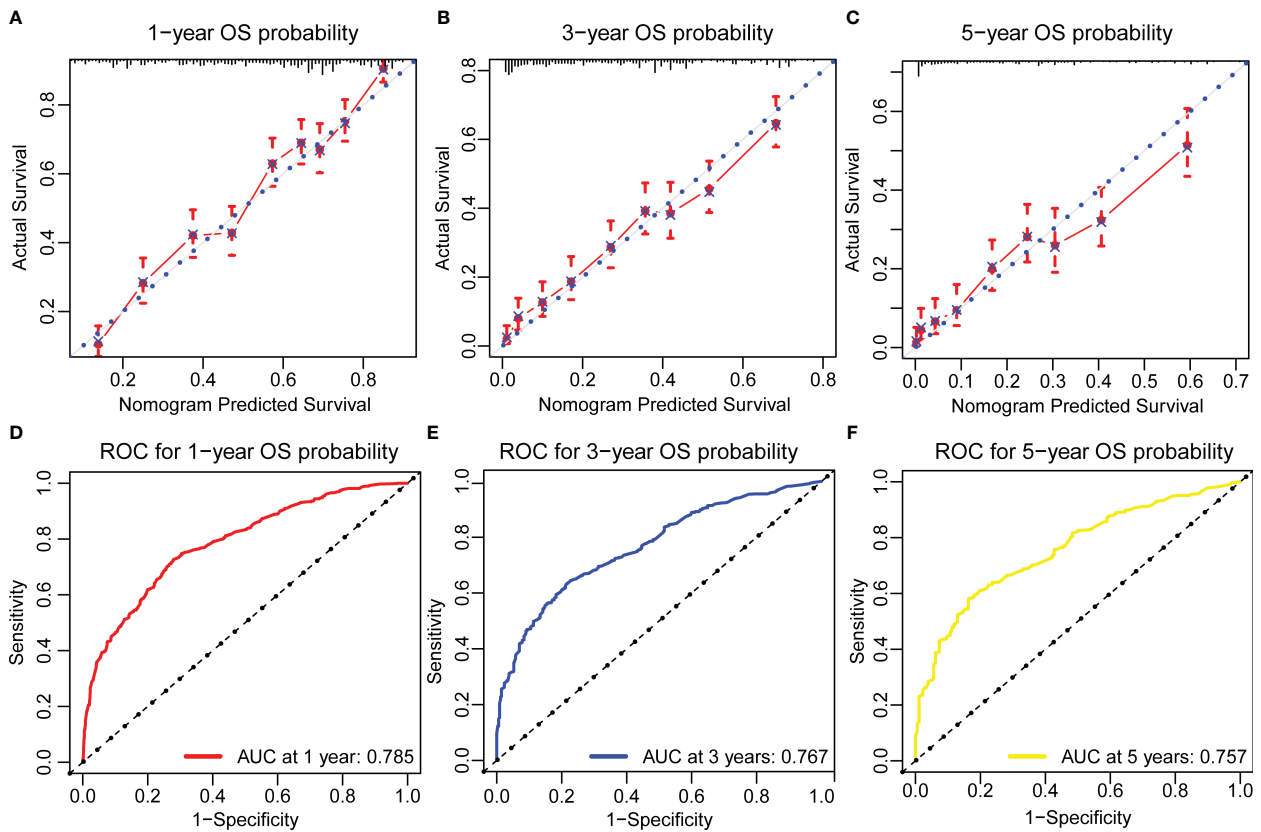 A
1−year OS probability
0.8
0.6
0.4
0.2
Actual Survival
0.2 0.4 0.6 0.8
Nomogram Predicted Survival
B
3−year OS probability
0.8
0.6
0.4
0.2
0.0
Actual Survival
0.0 0.2 0.4 0.6 0.8
Nomogram Predicted Survival
C
5−year OS probability
0.6
0.4
0.2
0.0
Actual Survival
0.0 0.1 0.2 0.3 0.4 0.5 0.6 0.7
Nomogram Predicted Survival
D
ROC for 1−year OS probability
1.0
0.8
0.6
0.4
0.2
0.0
Sensitivity
AUC at 1 year: 0.785
0.0 0.2 0.4 0.6 0.8 1.0
1-Specificity
E
ROC for 3−year OS probability
1.0
0.8
0.6
0.4
0.2
0.0
Sensitivity
AUC at 3 years: 0.767
0.0 0.2 0.4 0.6 0.8 1.0
1-Specificity
F
ROC for 5−year OS probability
1.0
0.8
0.6
0.4
0.2
0.0
Sensitivity
AUC at 5 years: 0.757
0.0 0.2 0.4 0.6 0.8 1.0
1-Specificity